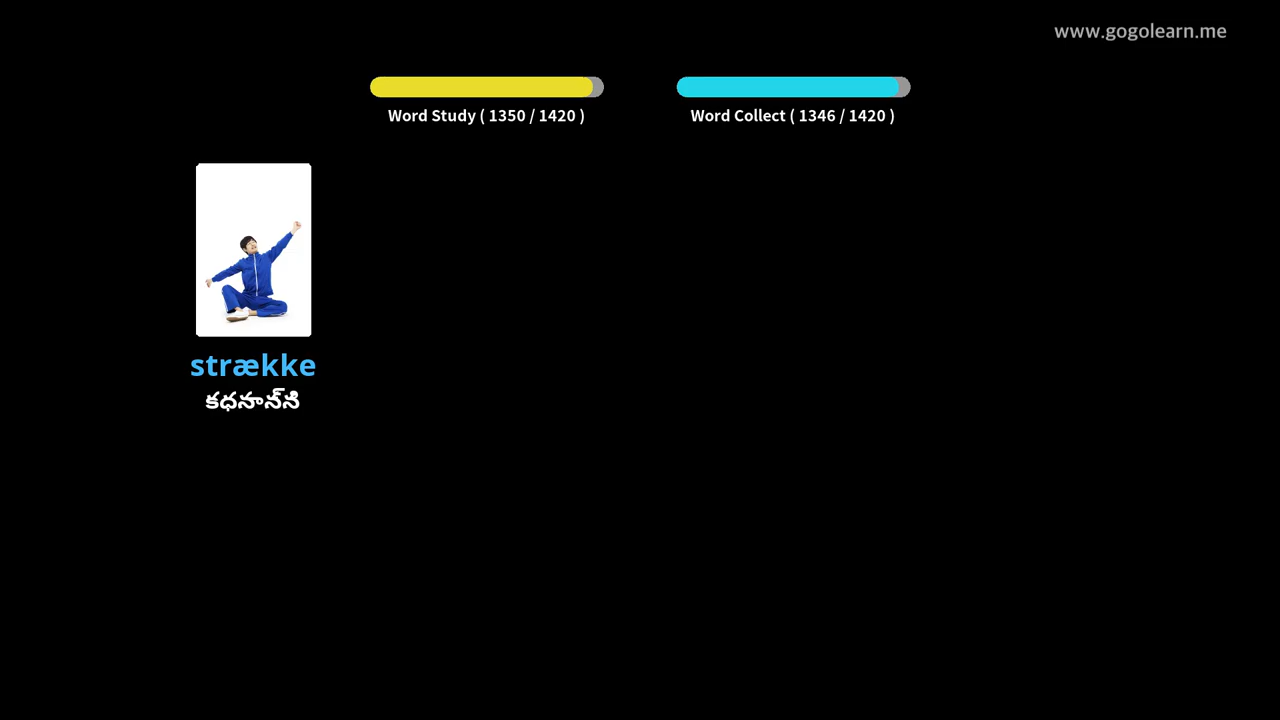 www.gogolearn.me
Word Study ( 1350 / 1420 )
Word Collect ( 1346 / 1420 )
strække
కధనాన్‌ని